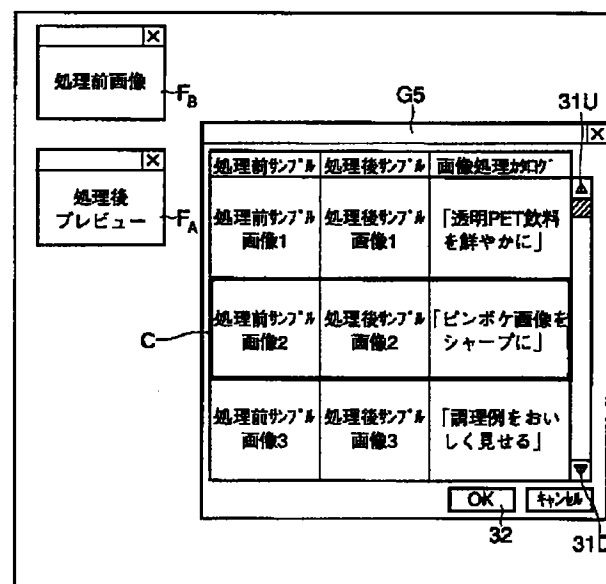 処理前画像
F_B
処理後
プレビュー
F_A
G5
31U
処理前サンプル 処理後サンプル 画像処理カタログ
処理前サンプル
画像1
処理後サンプル
画像1
「透明PET飲料
を鮮やかに」
C
処理前サンプル
画像2
処理後サンプル
画像2
「ピンボケ画像を
シャープに」
処理前サンプル
画像3
処理後サンプル
画像3
「調理例をおい
しく見せる」
OK
キャンセル
32